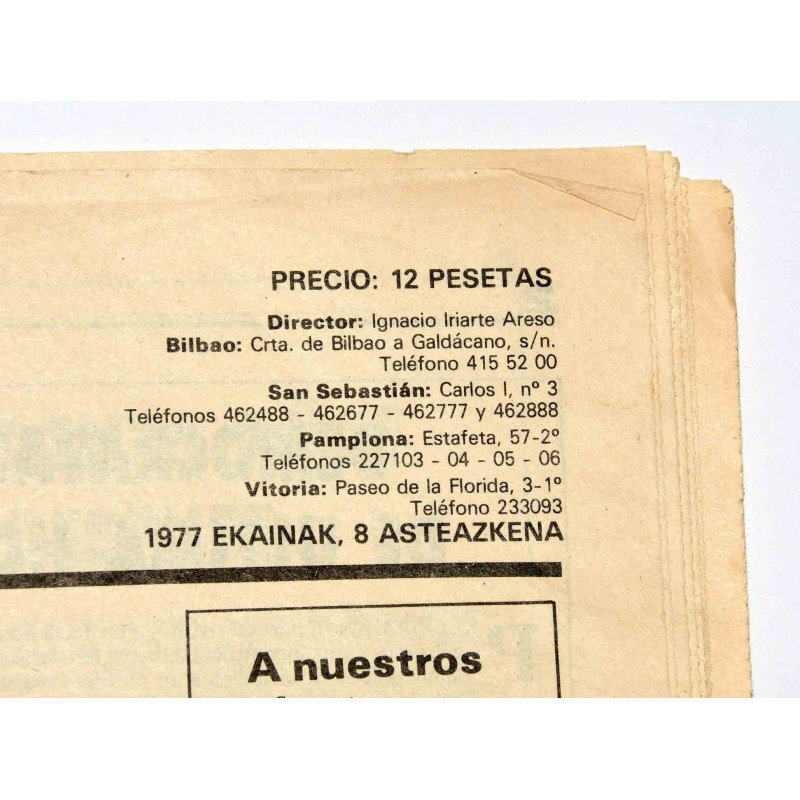 PRECIO: 12 PESETAS
Director: Ignacio Iriarte Areso
Bilbao: Crta. de Bilbao a Galdácano, s/n.
Teléfono 415 52 00
San Sebastián: Carlos I, nº 3
Teléfonos 462488 - 462677 - 462777 y 462888
Pamplona: Estafeta, 57-2º
Teléfonos 227103 - 04 - 05 - 06
Vitoria: Paseo de la Florida, 3-1º
Teléfono 233093
1977 EKAINAK, 8 ASTEAZKENA
A nuestros